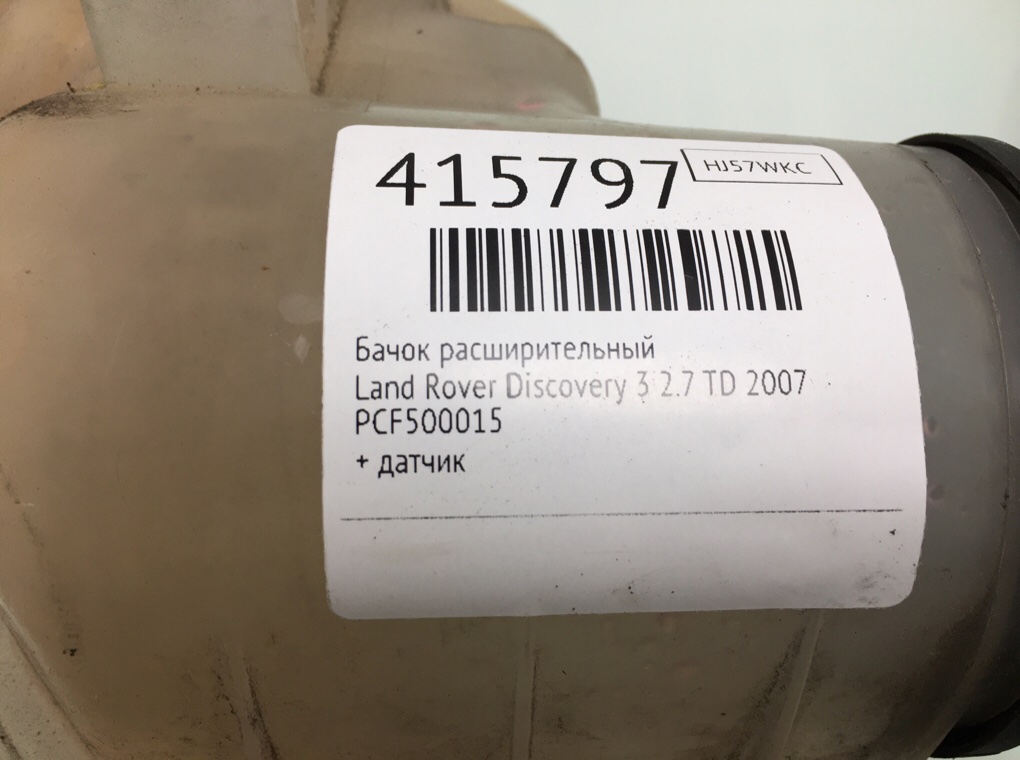 415797
HJ57WKC
Бачок расширительный
Land Rover Discovery 3 2.7 TD 2007
PCF500015
+ датчик